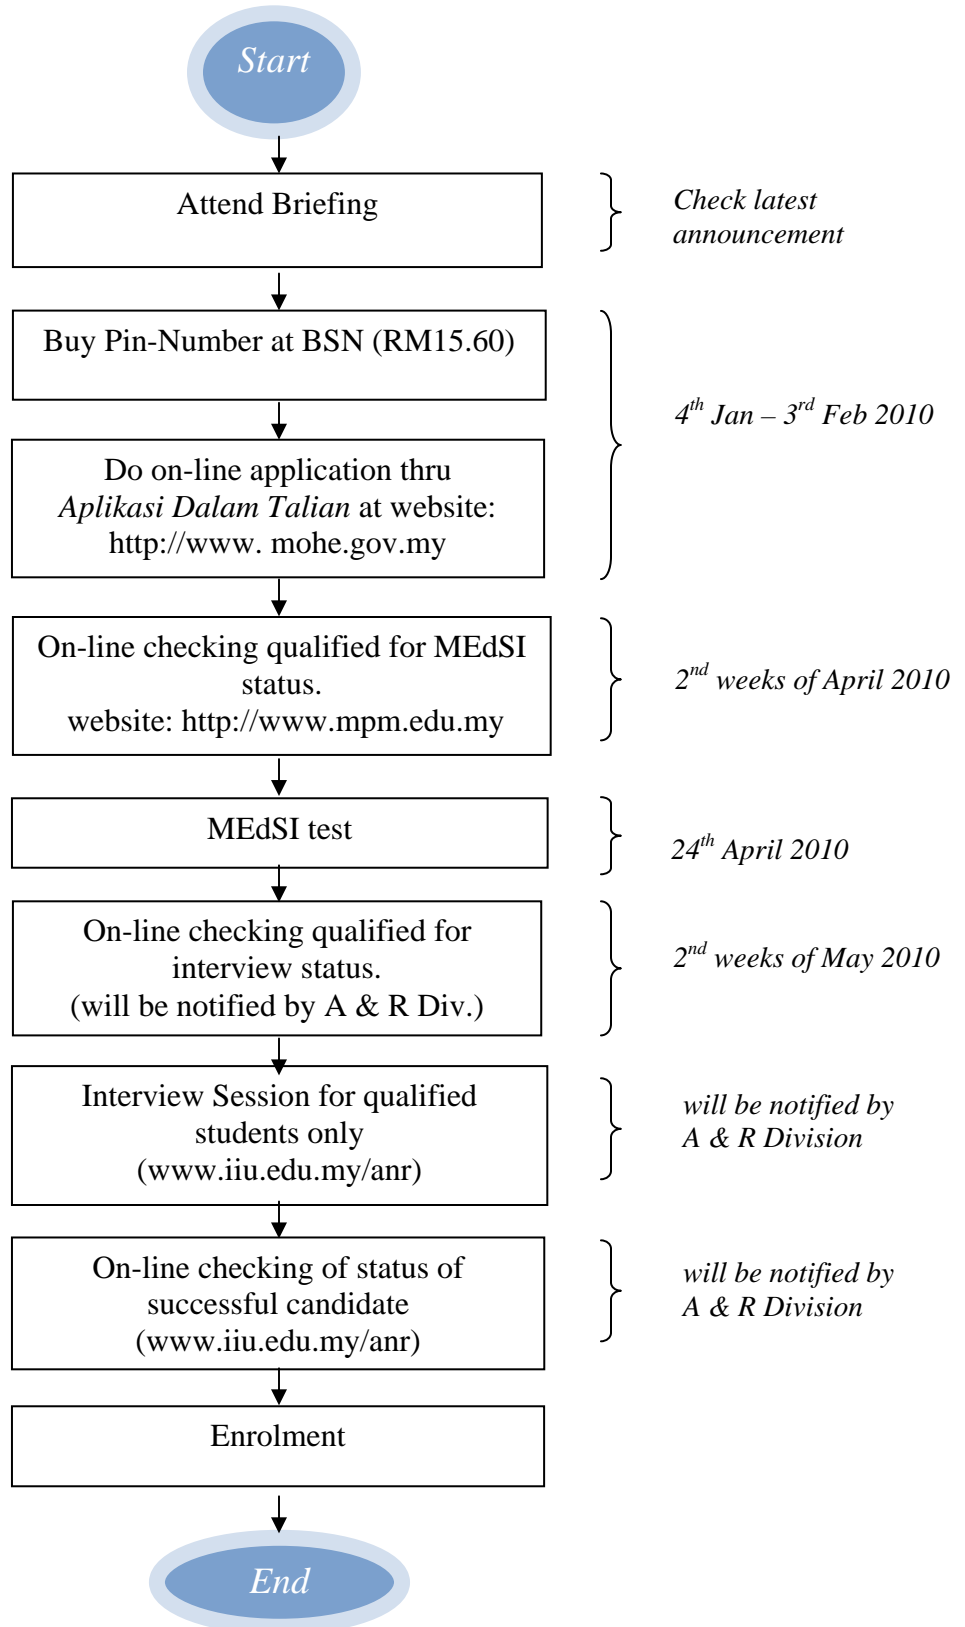 Start
Attend Briefing
Check latest
announcement
Buy Pin-Number at BSN (RM15.60)
4th Jan – 3rd Feb 2010
Do on-line application thru
Aplikasi Dalam Talian at website:
http://www. mohe.gov.my
On-line checking qualified for MEdSI
status.
website: http://www.mpm.edu.my
2nd weeks of April 2010
MEdSI test
24th April 2010
On-line checking qualified for
interview status.
(will be notified by A & R Div.)
2nd weeks of May 2010
Interview Session for qualified
students only
(www.iiu.edu.my/anr)
will be notified by
A & R Division
On-line checking of status of
successful candidate
(www.iiu.edu.my/anr)
will be notified by
A & R Division
Enrolment
End